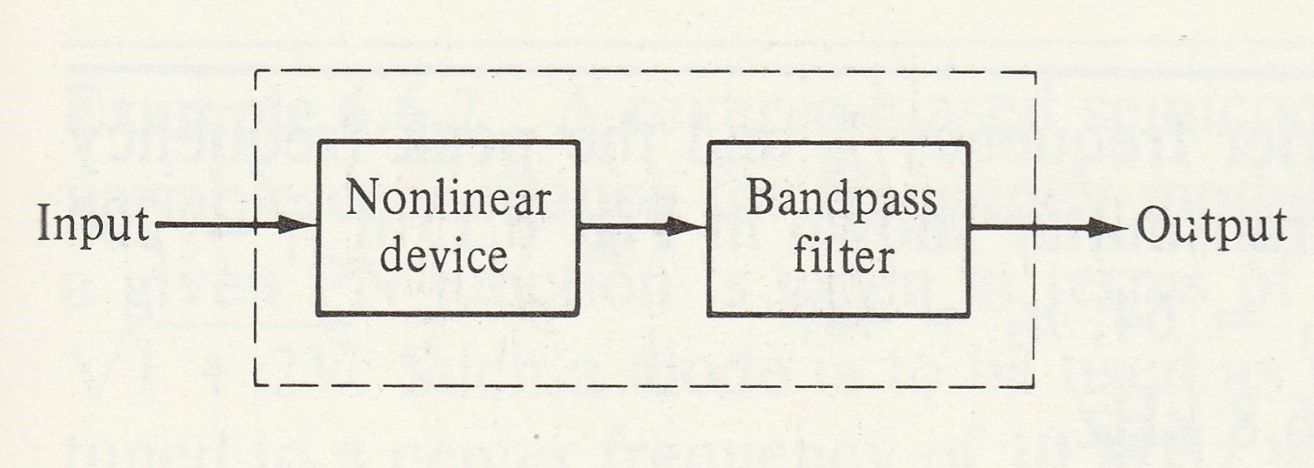 Input
Nonlinear
device
Bandpass
filter
Output